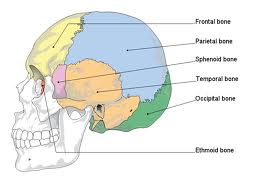 Frontal bone
Parietal bone
Sphenoid bone
Temporal bone
Occipital bone
Ethmoid bone